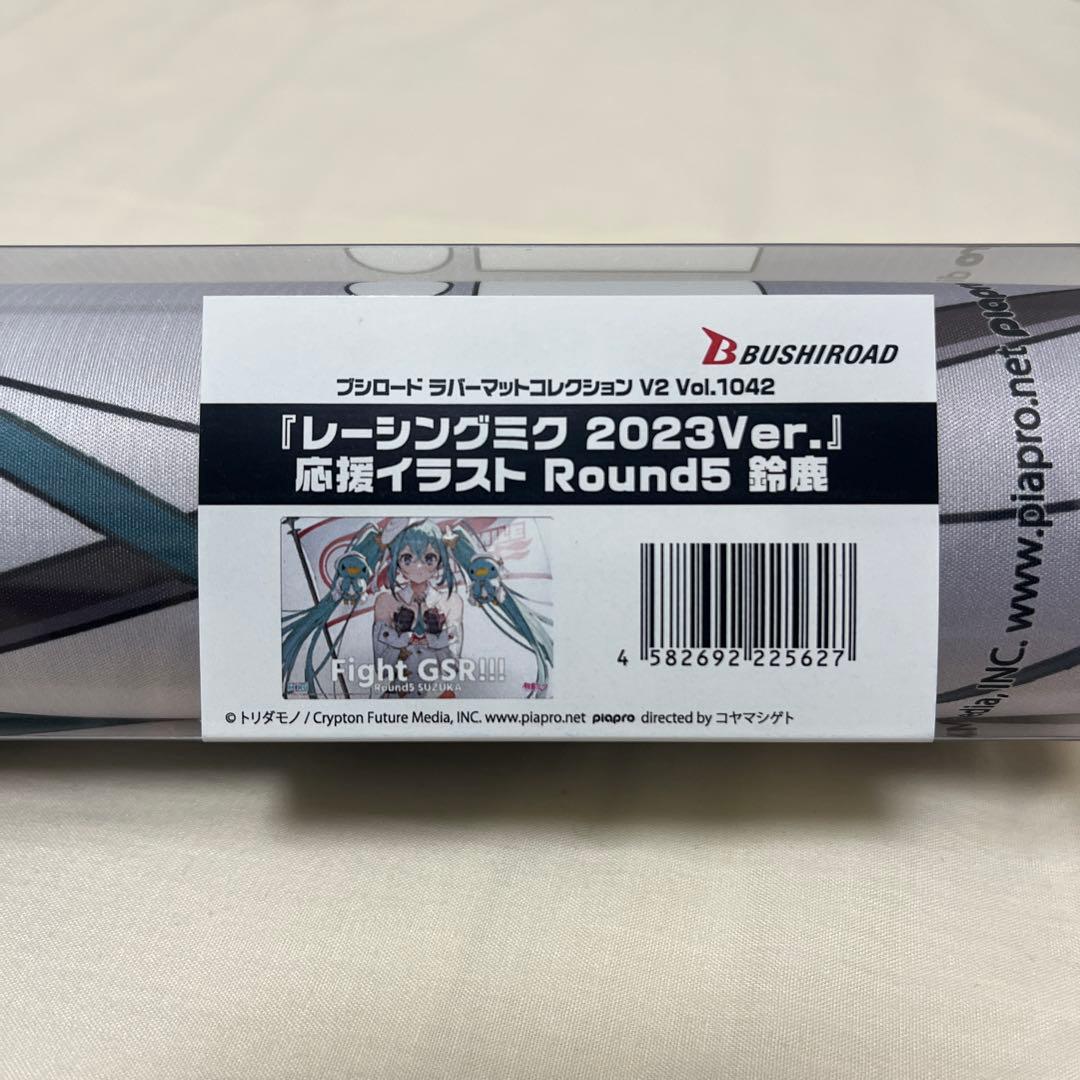 BUSHIROAD
ブシロード ラバーマットコレクション V2 Vol.1042
『レーシングミク 2023Ver.』
応援イラスト Round5 鈴鹿
Fight GSR!!!
Round5 SUZUKA
4 582692 225627
© トリダモノ / Crypton Future Media, INC. www.piapro.net piapro directed by コヤマシゲト
Media, INC. www.piapro.net piapro